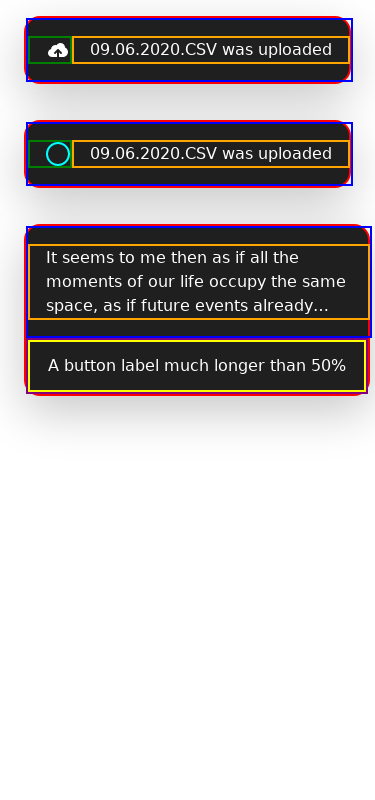 09.06.2020.CSV was uploaded
09.06.2020.CSV was uploaded
It seems to me then as if all the
moments of our life occupy the same
space, as if future events already…
A button label much longer than 50%